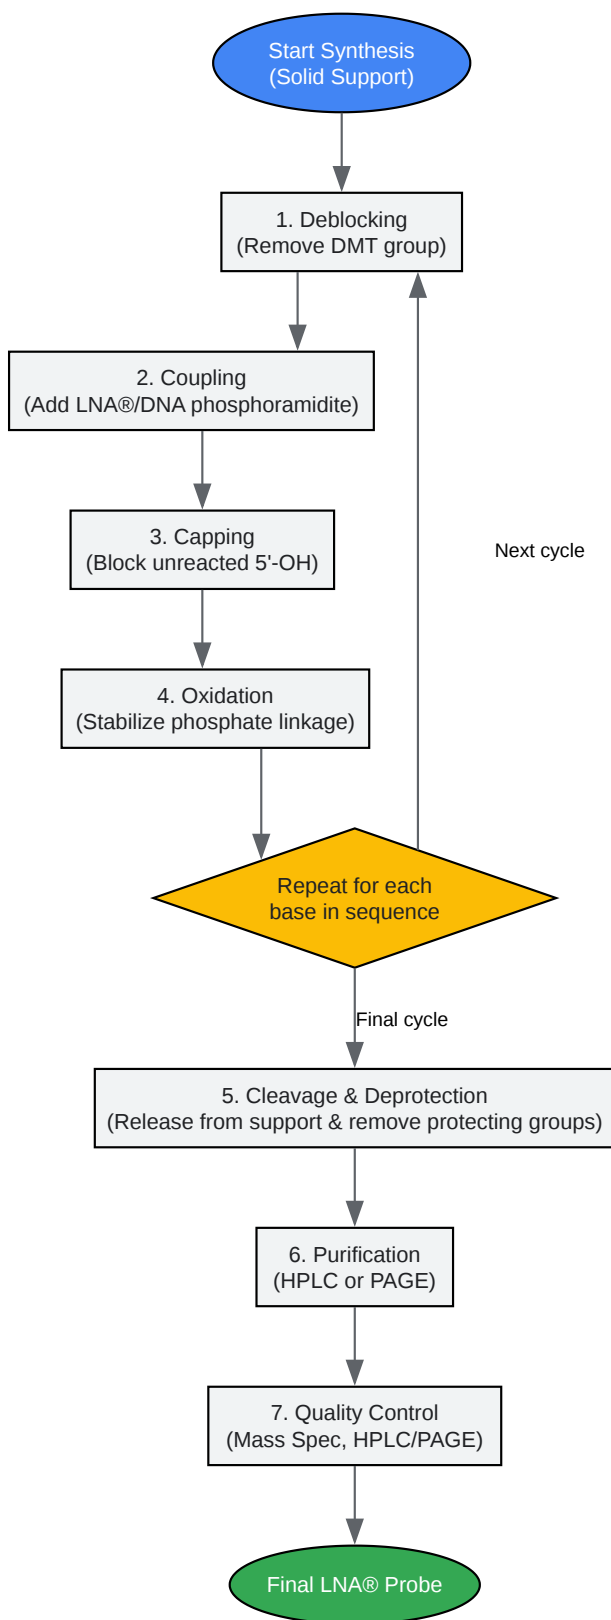 Start Synthesis
(Solid Support)
1. Deblocking
(Remove DMT group)
2. Coupling
(Add LNA®/DNA phosphoramidite)
3. Capping
(Block unreacted 5'-OH)
Next cycle
4. Oxidation
(Stabilize phosphate linkage)
Repeat for each
base in sequence
Final cycle
5. Cleavage & Deprotection
(Release from support & remove protecting groups)
6. Purification
(HPLC or PAGE)
7. Quality Control
(Mass Spec, HPLC/PAGE)
Final LNA® Probe